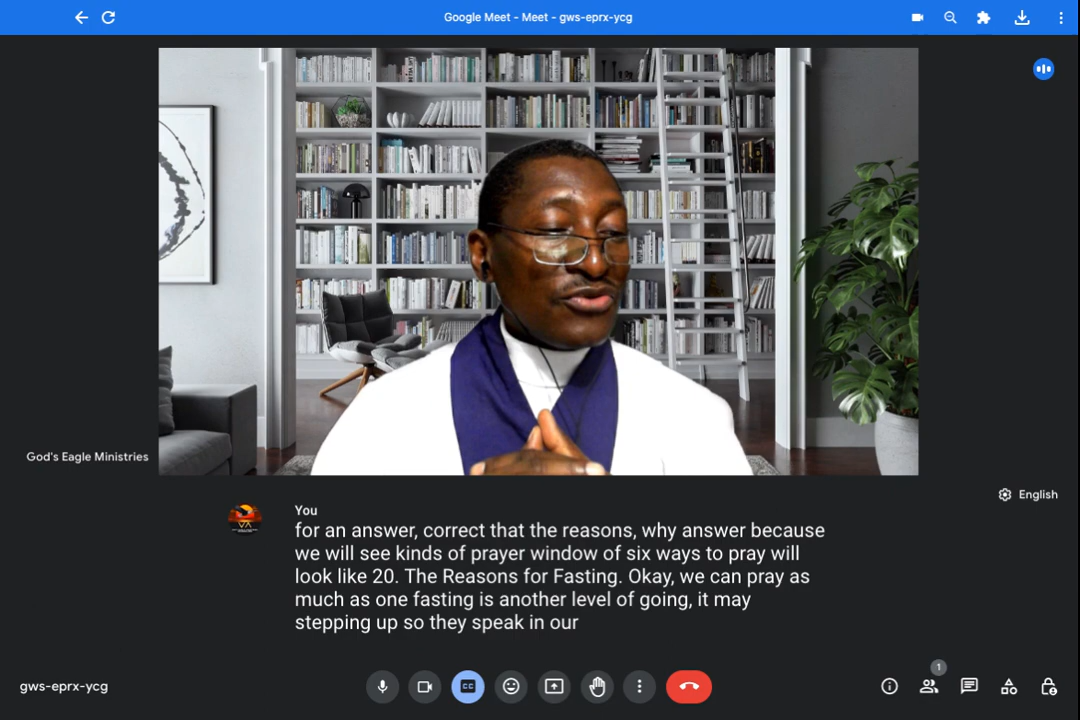 Google Meet - Meet - gws-eprx-ycg
God's Eagle Ministries
English
You
for an answer, correct that the reasons, why answer because
we will see kinds of prayer window of six ways to pray will
look like 20. The Reasons for Fasting. Okay, we can pray as
much as one fasting is another level of going, it may
stepping up so they speak in our
gws-eprx-ycg
CC
1